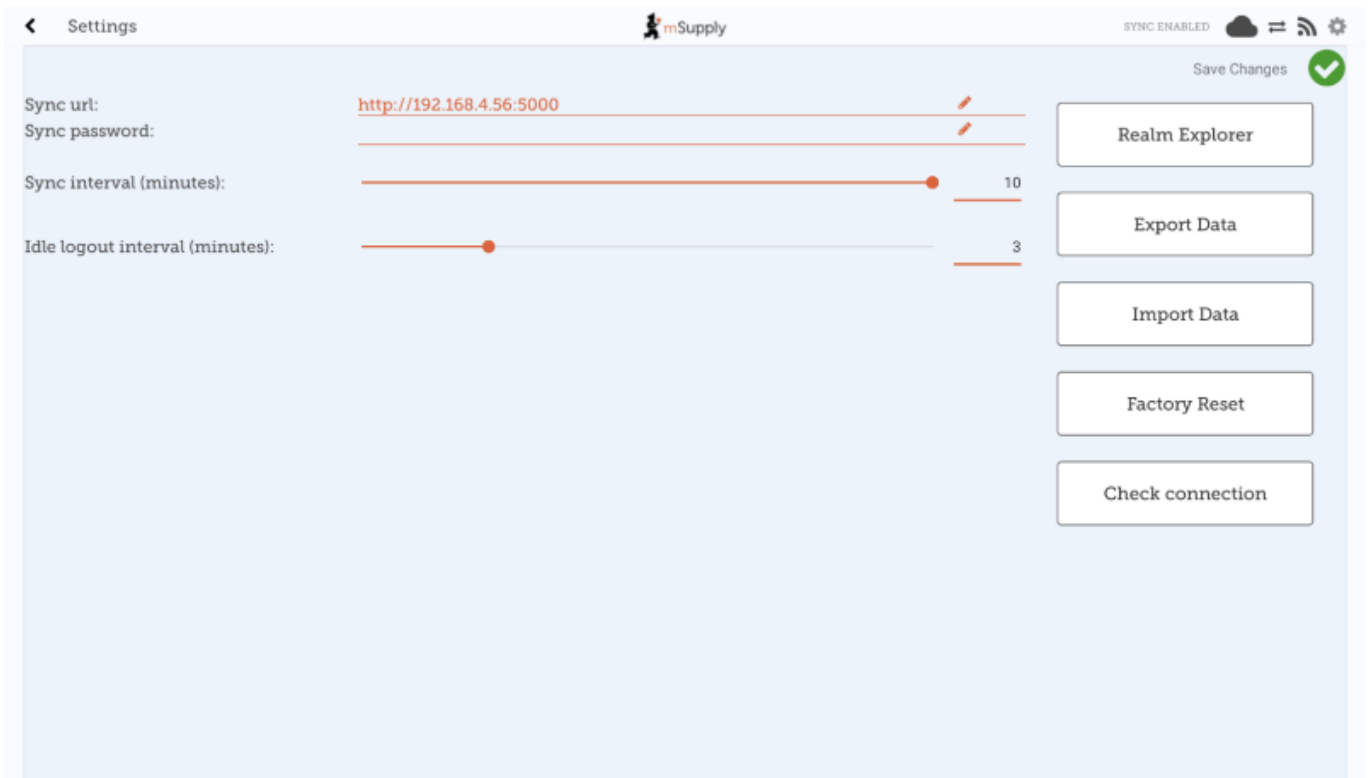 Settings
mSupply
SYNC ENABLED
Save Changes
Sync url:
http://192.168.4.56:5000
Sync password:
Sync interval (minutes):
10
Idle logout interval (minutes):
3
Realm Explorer
Export Data
Import Data
Factory Reset
Check connection